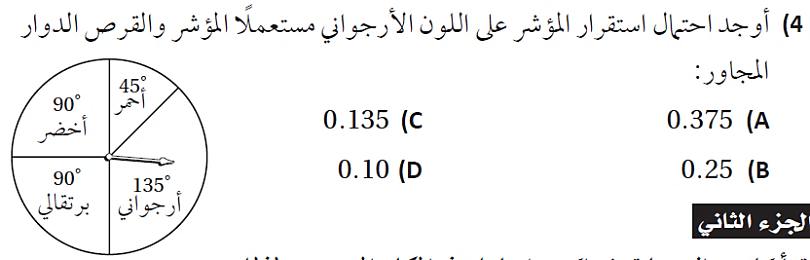 4) أوجد احتمال استقرار المؤشر على اللون الأرجواني مستعملًا المؤشر والقرص الدوار
المجاور:
A) 0.375 C) 0.135
B) 0.25 D) 0.10
45°
أحمر
90°
أخضر
90°
برتقالي
135°
أرجواني
الجزء الثاني